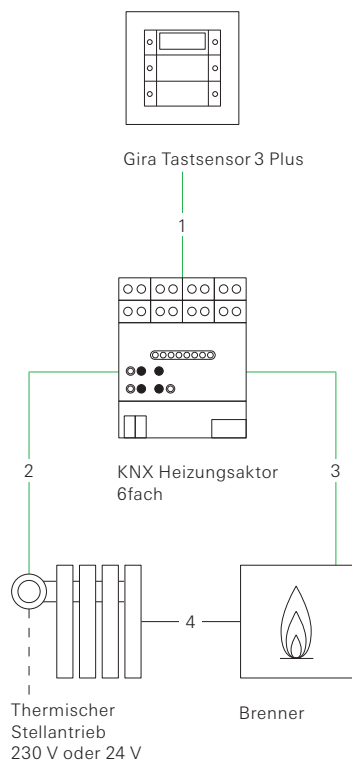 Gira Tastsensor 3 Plus
1
2
3
KNX Heizungsaktor
6fach
4
Thermischer
Stellantrieb
230 V oder 24 V
Brenner